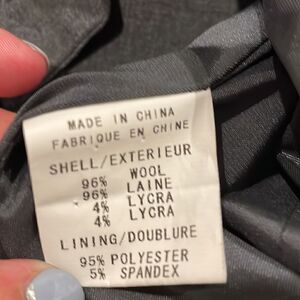 MADE IN CHINA
FABRIQUE EN CHINE
SHELL/EXTERIEUR
96% WOOL
96% LAINE
4% LYCRA
4% LYCRA
LINING/DOUBLURE
95% POLYESTER
5% SPANDEX